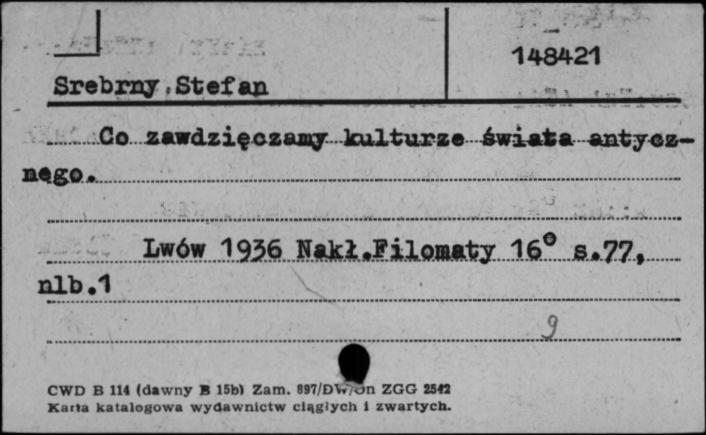 148421
Srebrny Stefan
Co zawdzięczamy kulturze świata antycz-
nego.
Lwów 1936 Nakł.Filomaty 16° s.77,
nlb.1
9
CWD B 114 (dawny B 15b) Zam. 897/DW/On ZGG 2542
Karta katalogowa wydawnictw ciągłych i zwartych.